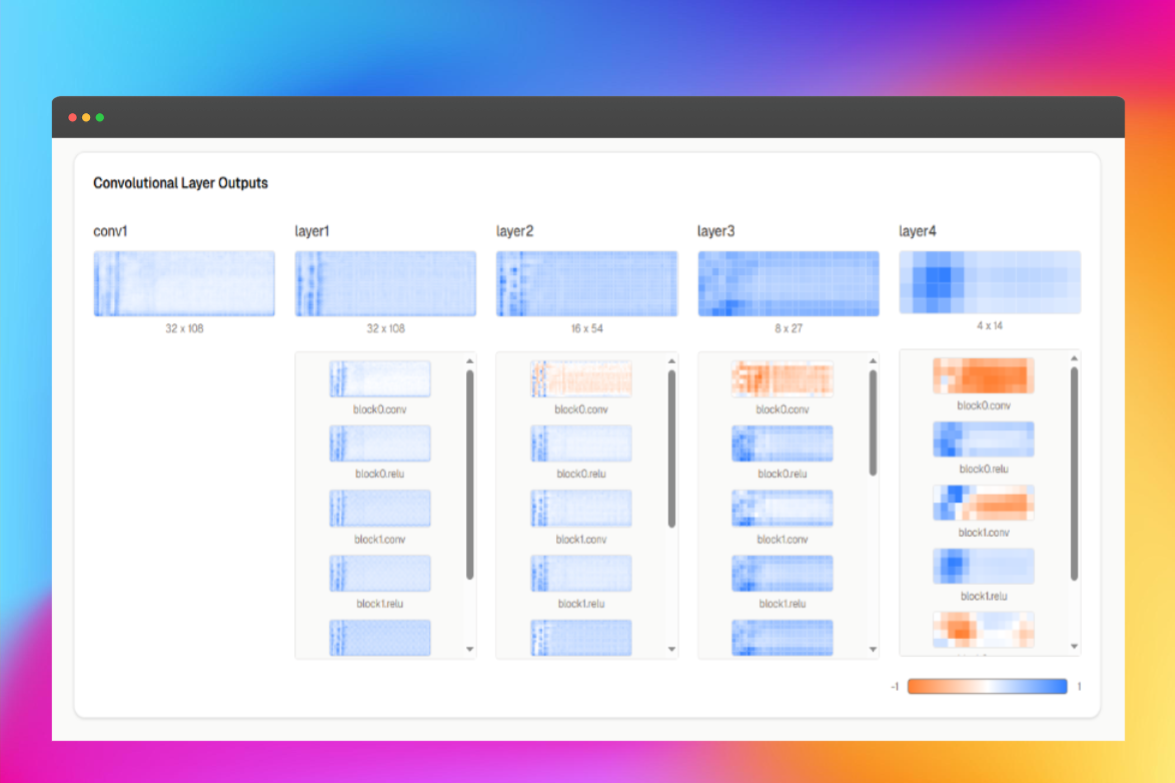 Convolutional Layer Outputs
conv1
layer1
layer2
layer3
layer4
32 x 108
32 x 108
16 x 54
8 x 27
4 x 14
block0.conv
block0.relu
block1.conv
block1.relu
block0.conv
block0.relu
block1.conv
block1.relu
block0.conv
block0.relu
block1.conv
block1.relu
block0.conv
block0.relu
block1.conv
block1.relu
-1
1